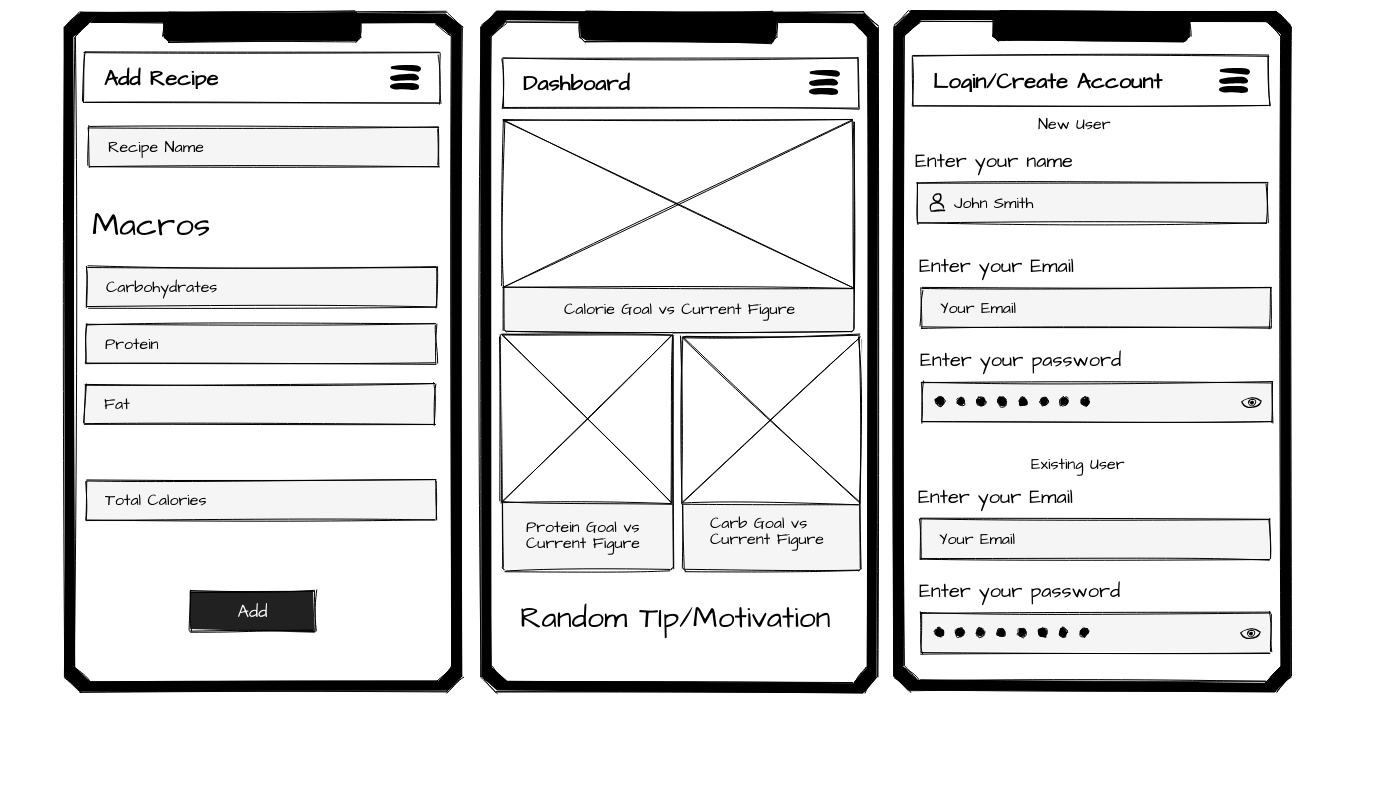 Add Recipe
Recipe Name
Macros
Carbohydrates
Protein
Fat
Total Calories
Add
Dashboard
Calorie Goal vs Current Figure
Protein Goal vs
Current Figure
Carb Goal vs
Current Figure
Random TIp/Motivation
Login/Create Account
New User
Enter your name
John Smith
Enter your Email
Your Email
Enter your password
Existing User
Enter your Email
Your Email
Enter your password